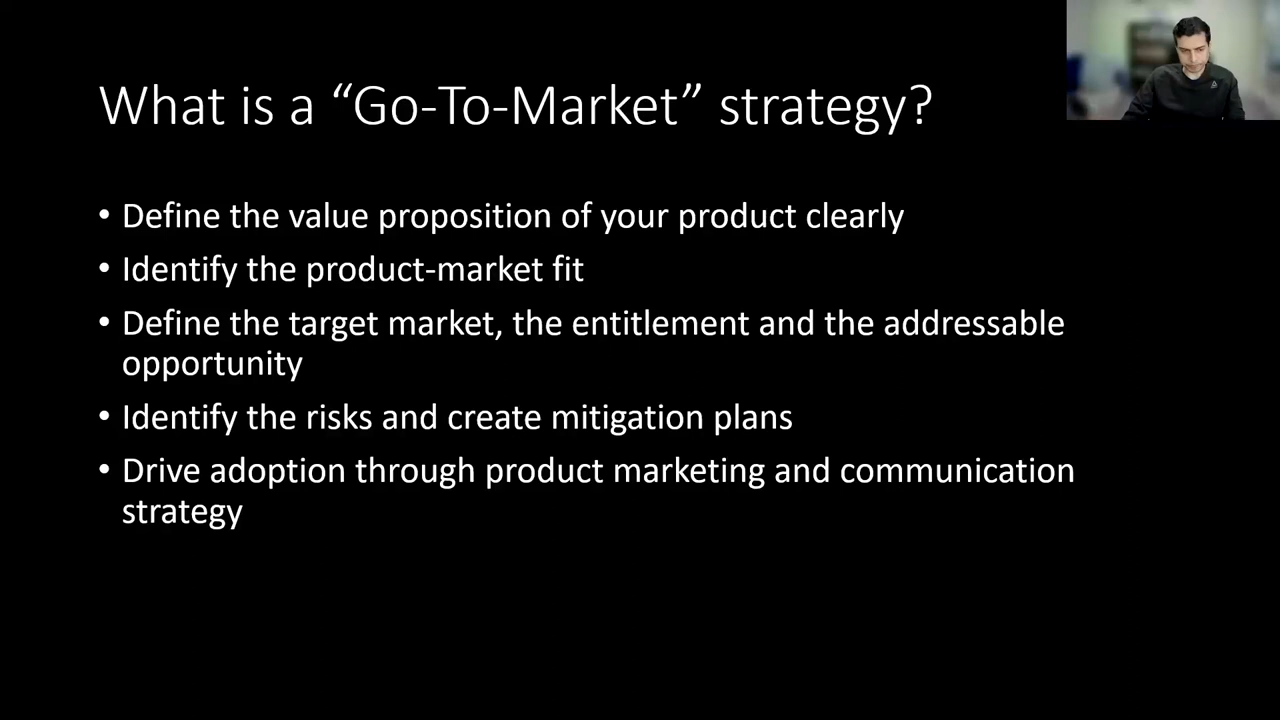 What is a “Go-To-Market” strategy?
• Define the value proposition of your product clearly
• Identify the product-market fit
• Define the target market, the entitlement and the addressable
opportunity
• Identify the risks and create mitigation plans
• Drive adoption through product marketing and communication
strategy